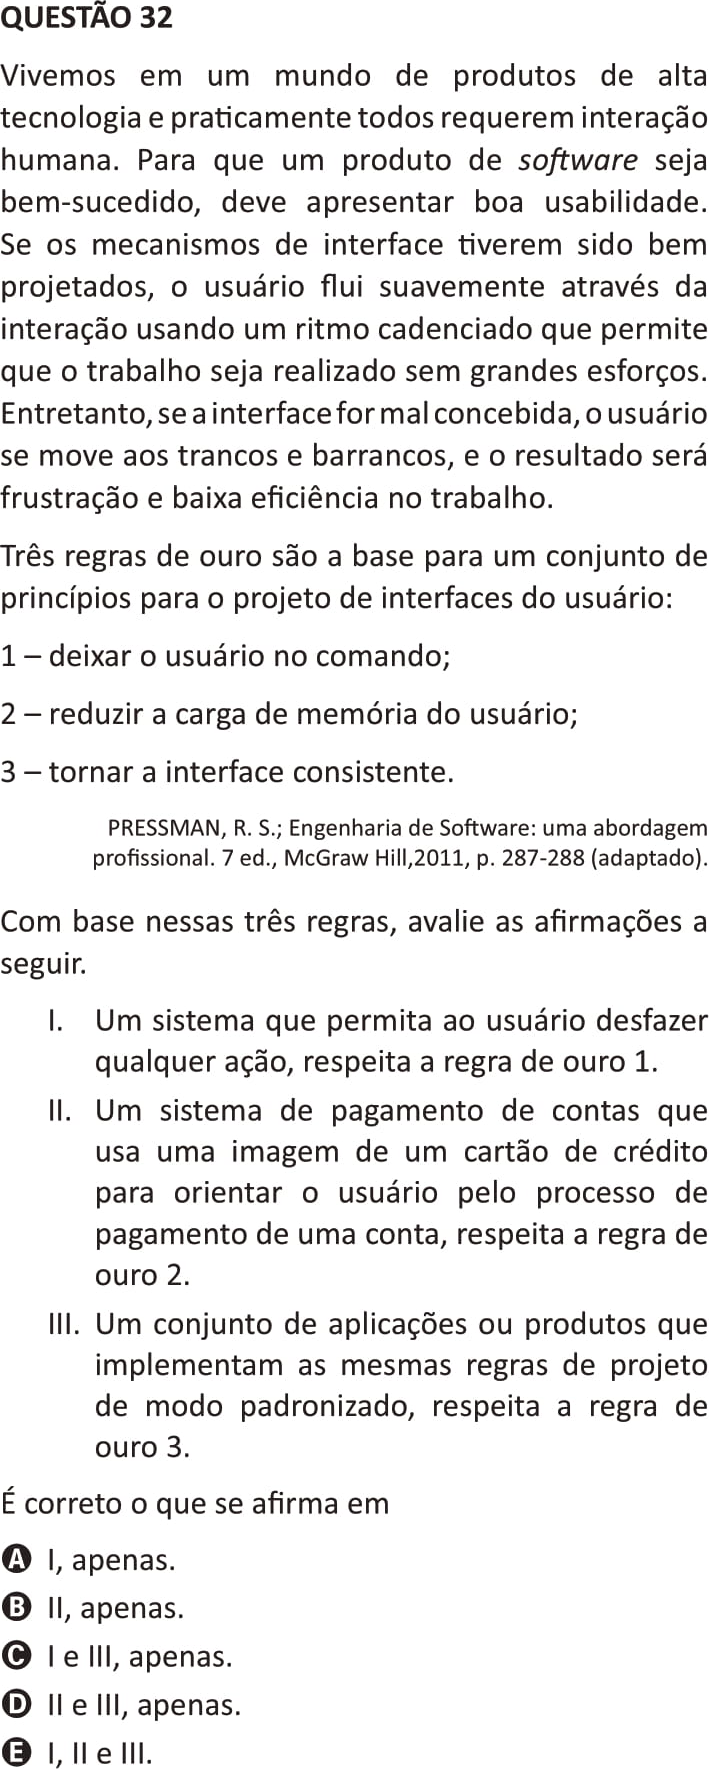 QUESTÃO 32
Vivemos em um mundo de produtos de alta
tecnologia e praticamente todos requerem interação
humana. Para que um produto de software seja
bem-sucedido, deve apresentar boa usabilidade.
Se os mecanismos de interface tiverem sido bem
projetados, o usuário flui suavemente através da
interação usando um ritmo cadenciado que permite
que o trabalho seja realizado sem grandes esforços.
Entretanto, se a interface for mal concebida, o usuário
se move aos trancos e barrancos, e o resultado será
frustração e baixa eficiência no trabalho.
Três regras de ouro são a base para um conjunto de
princípios para o projeto de interfaces do usuário:
1 – deixar o usuário no comando;
2 – reduzir a carga de memória do usuário;
3 – tornar a interface consistente.
PRESSMAN, R. S.; Engenharia de Software: uma abordagem
profissional. 7 ed., McGraw Hill,2011, p. 287-288 (adaptado).
Com base nessas três regras, avalie as afirmações a
seguir.
I. Um sistema que permita ao usuário desfazer
qualquer ação, respeita a regra de ouro 1.
II. Um sistema de pagamento de contas que
usa uma imagem de um cartão de crédito
para orientar o usuário pelo processo de
pagamento de uma conta, respeita a regra de
ouro 2.
III. Um conjunto de aplicações ou produtos que
implementam as mesmas regras de projeto
de modo padronizado, respeita a regra de
ouro 3.
É correto o que se afirma em
A I, apenas.
B II, apenas.
C I e III, apenas.
D II e III, apenas.
E I, II e III.